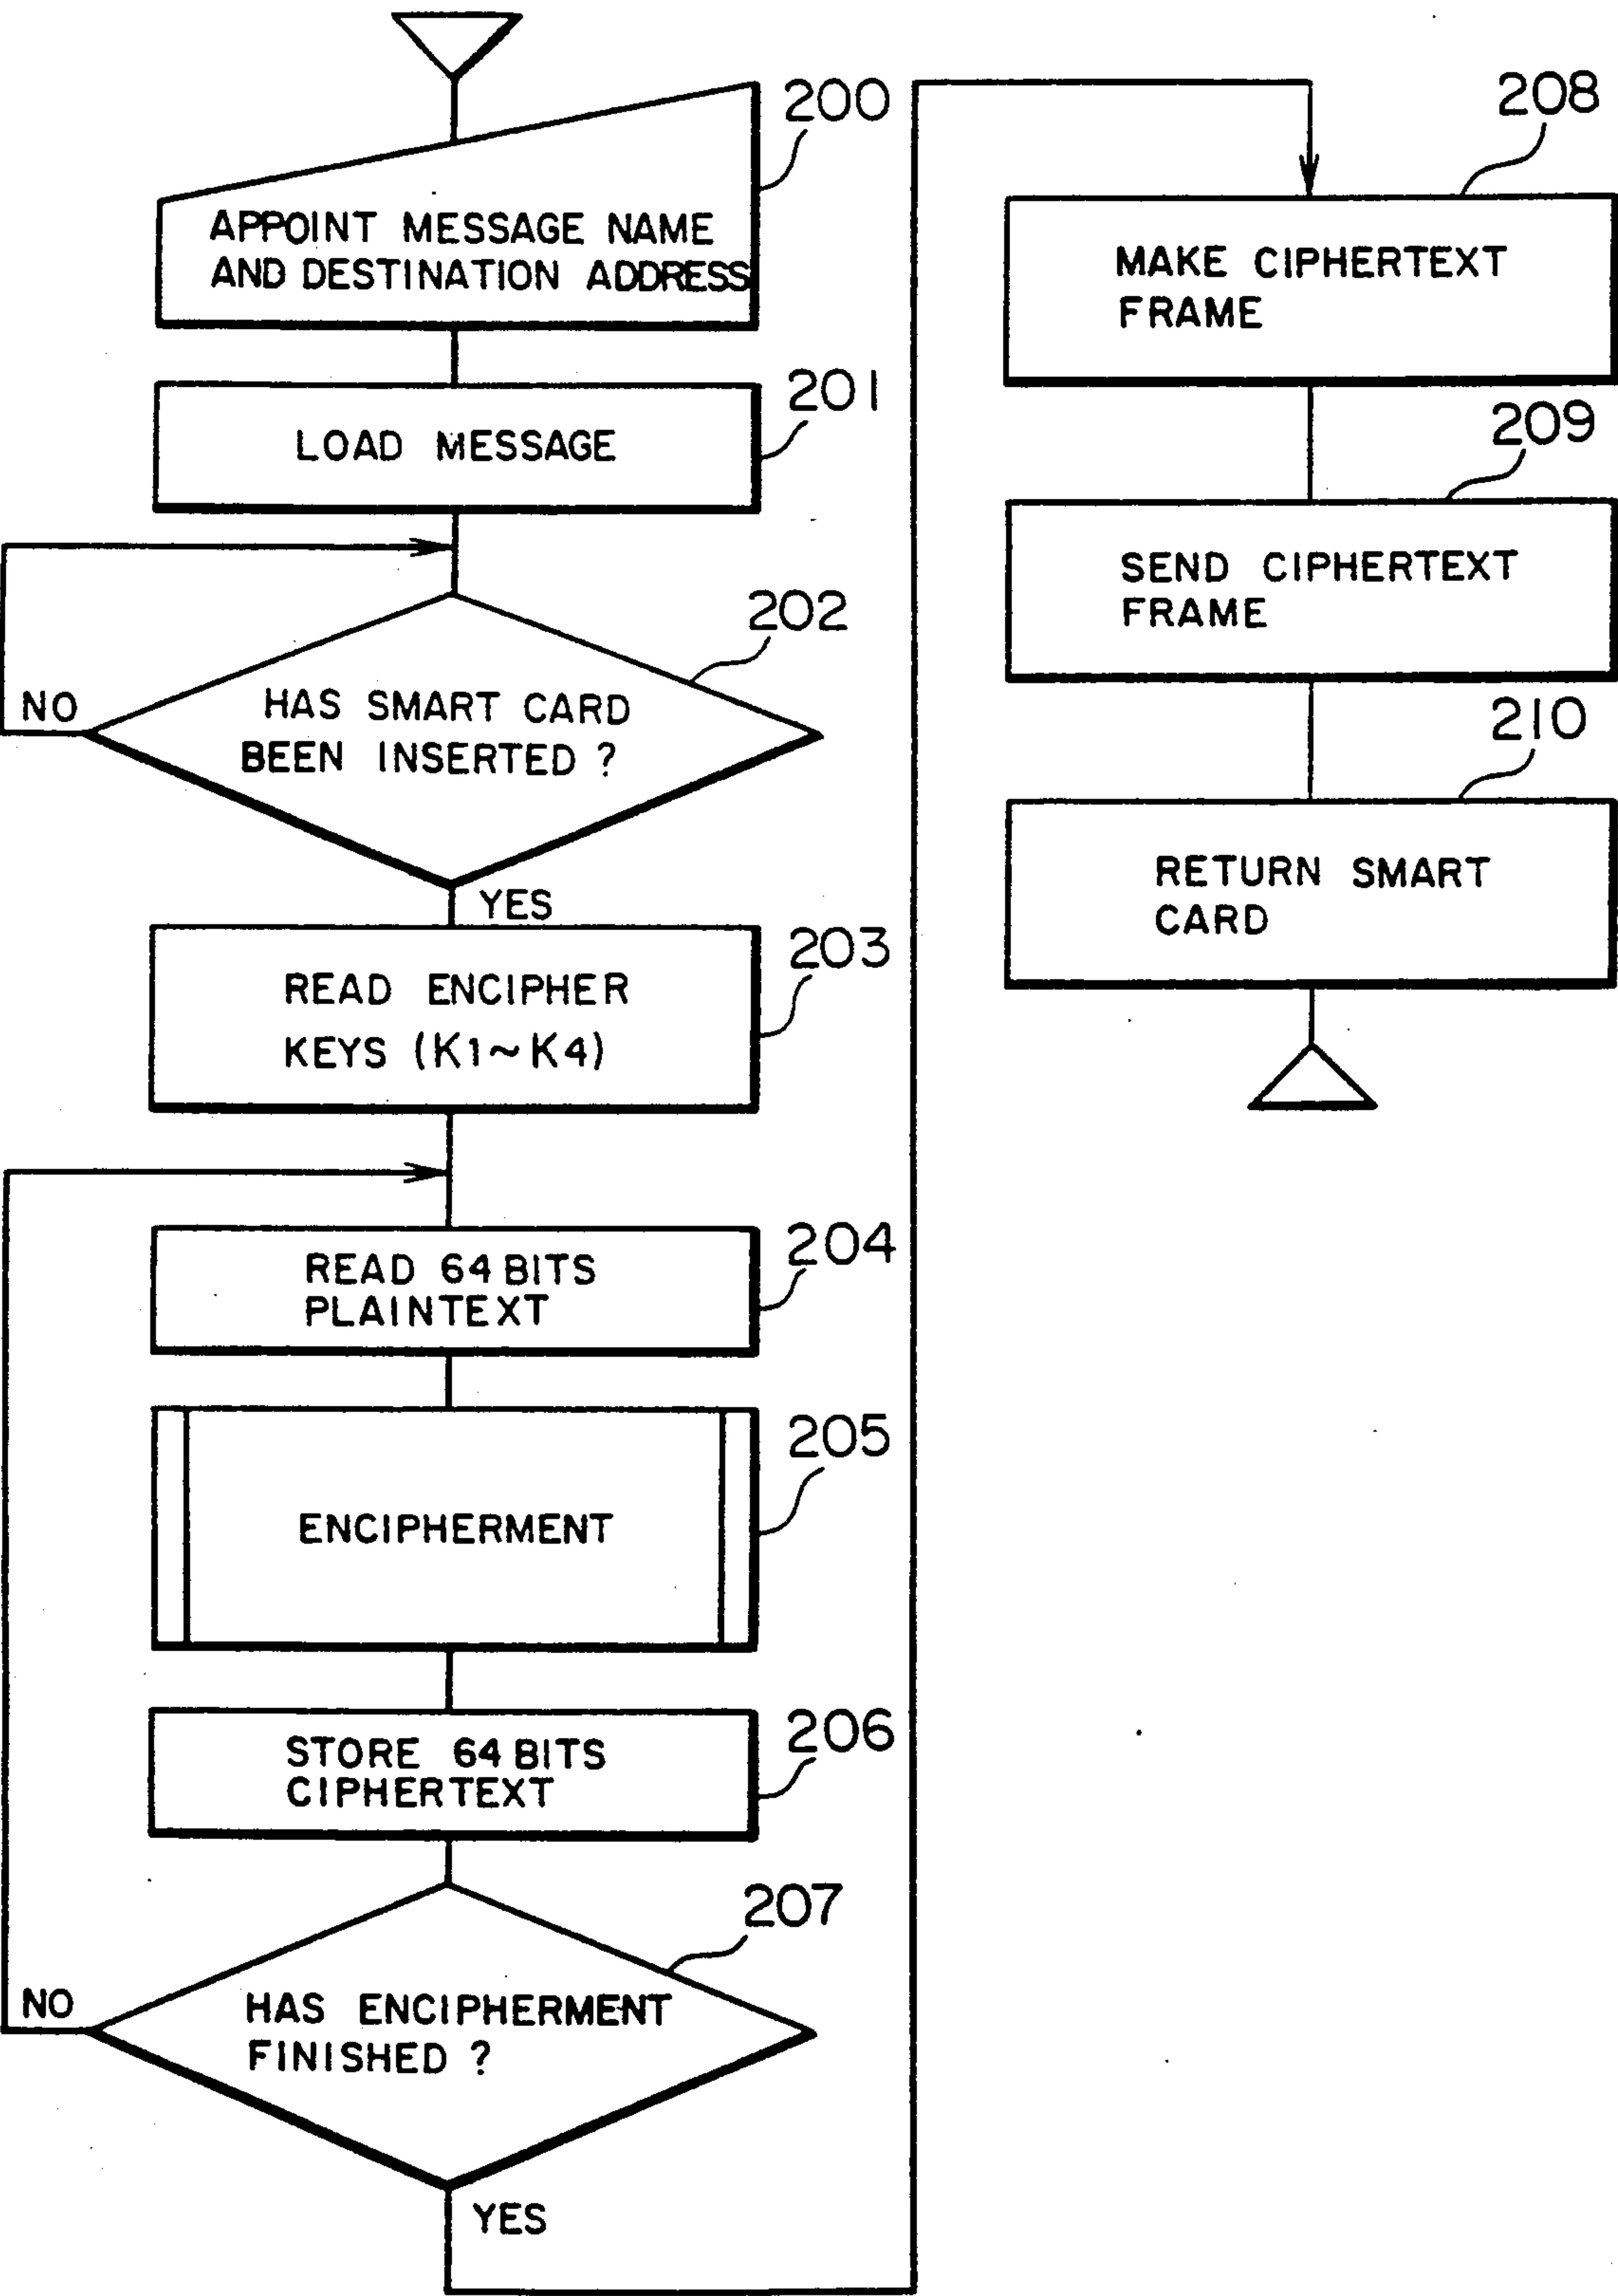 200
APPOINT MESSAGE NAME
AND DESTINATION ADDRESS
201
LOAD MESSAGE
202
NO
HAS SMART CARD
BEEN INSERTED ?
YES
203
READ ENCIPHER
KEYS (K1~K4)
204
READ 64 BITS
PLAINTEXT
205
ENCIPHERMENT
206
STORE 64 BITS
CIPHERTEXT
207
NO
HAS ENCIPHERMENT
FINISHED ?
YES
208
MAKE CIPHERTEXT
FRAME
209
SEND CIPHERTEXT
FRAME
210
RETURN SMART
CARD